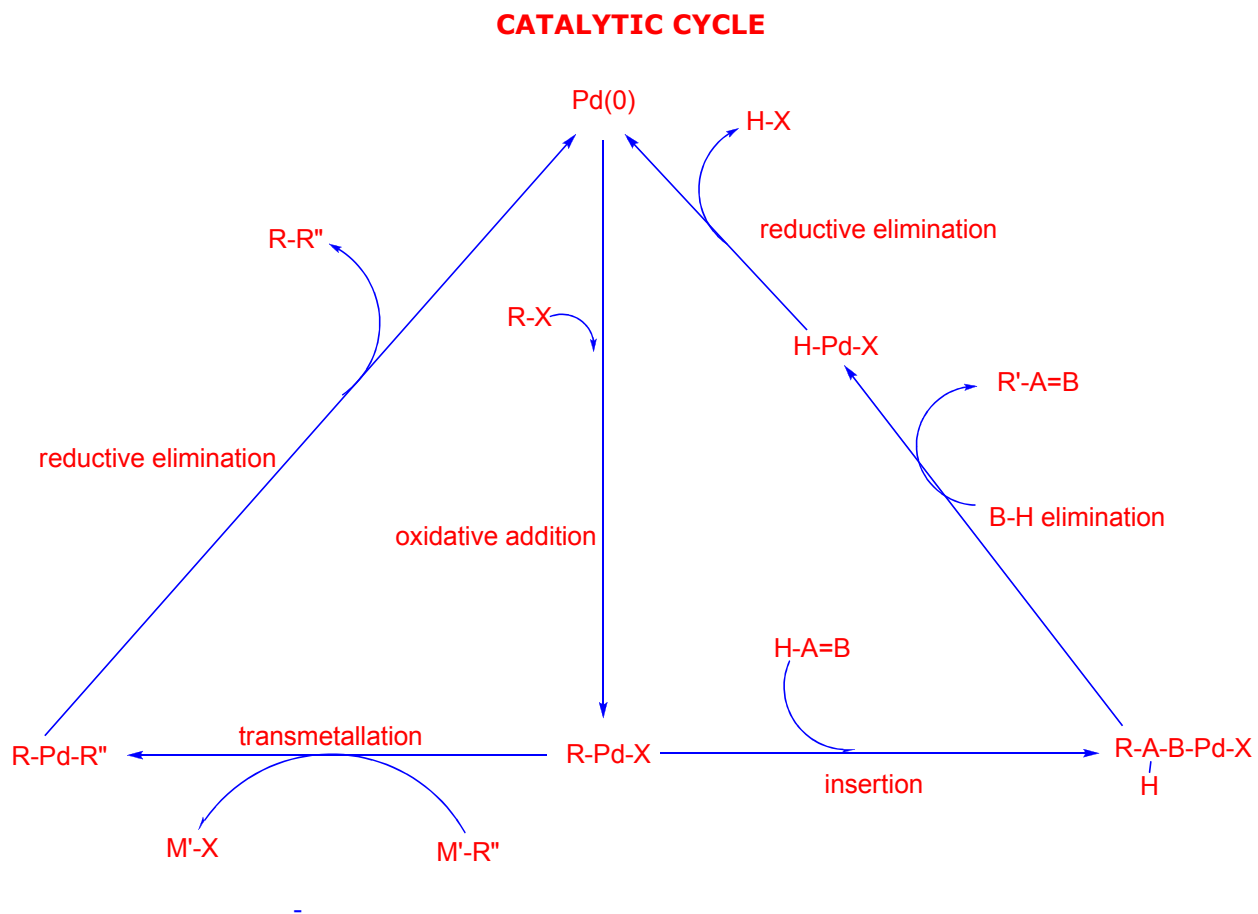 CATALYTIC CYCLE
Pd(0)
H-X
reductive elimination
R-R"
R-X
H-Pd-X
R'-A=B
reductive elimination
B-H elimination
oxidative addition
H-A=B
transmetallation
R-Pd-R"
R-Pd-X
R-A-B-Pd-X
H
insertion
M'-X
M'-R"
-